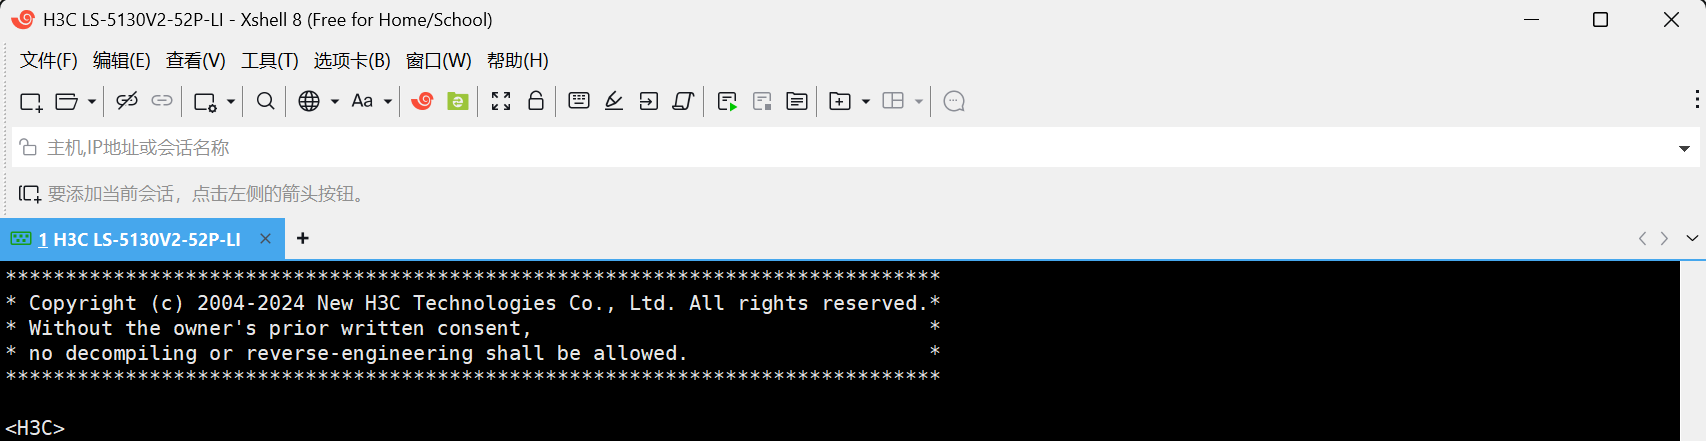 H3C LS-5130V2-52P-LI - Xshell 8 (Free for Home/School)
文件(F) 编辑(E) 查看(V) 工具(T) 选项卡(B) 窗口(W) 帮助(H)
Aa
主机,IP地址或会话名称
要添加当前会话，点击左侧的箭头按钮。
1 H3C LS-5130V2-52P-LI
******************************************************************************
* Copyright (c) 2004-2024 New H3C Technologies Co., Ltd. All rights reserved.*
* Without the owner's prior written consent,                                 *
* no decompiling or reverse-engineering shall be allowed.                    *
******************************************************************************
<H3C>